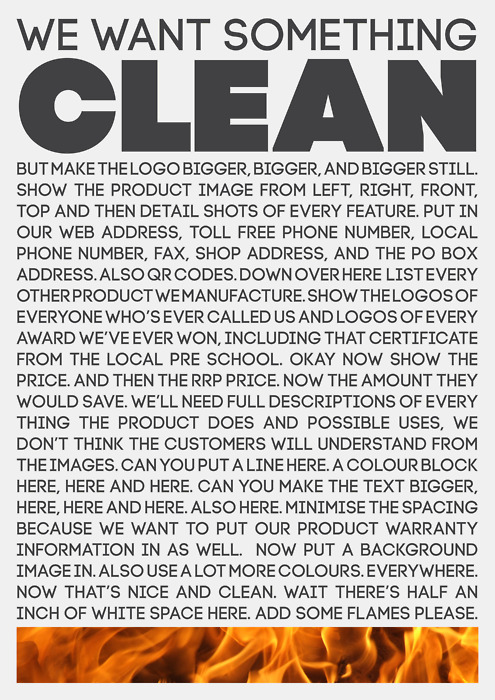 WE WANT SOMETHING
CLEAN
BUT MAKE THE LOGO BIGGER, BIGGER, AND BIGGER STILL.
SHOW THE PRODUCT IMAGE FROM LEFT, RIGHT, FRONT,
TOP AND THEN DETAIL SHOTS OF EVERY FEATURE. PUT IN
OUR WEB ADDRESS, TOLL FREE PHONE NUMBER, LOCAL
PHONE NUMBER, FAX, SHOP ADDRESS, AND THE PO BOX
ADDRESS. ALSO QR CODES. DOWN OVER HERE LIST EVERY
OTHER PRODUCT WE MANUFACTURE. SHOW THE LOGOS OF
EVERYONE WHO'S EVER CALLED US AND LOGOS OF EVERY
AWARD WE'VE EVER WON, INCLUDING THAT CERTIFICATE
FROM THE LOCAL PRE SCHOOL. OKAY NOW SHOW THE
PRICE. AND THEN THE RRP PRICE. NOW THE AMOUNT THEY
WOULD SAVE. WE'LL NEED FULL DESCRIPTIONS OF EVERY
THING THE PRODUCT DOES AND POSSIBLE USES, WE
DON'T THINK THE CUSTOMERS WILL UNDERSTAND FROM
THE IMAGES. CAN YOU PUT A LINE HERE. A COLOUR BLOCK
HERE, HERE AND HERE. CAN YOU MAKE THE TEXT BIGGER,
HERE, HERE AND HERE. ALSO HERE. MINIMISE THE SPACING
BECAUSE WE WANT TO PUT OUR PRODUCT WARRANTY
INFORMATION IN AS WELL. NOW PUT A BACKGROUND
IMAGE IN. ALSO USE A LOT MORE COLOURS. EVERYWHERE.
NOW THAT'S NICE AND CLEAN. WAIT THERE'S HALF AN
INCH OF WHITE SPACE HERE. ADD SOME FLAMES PLEASE.